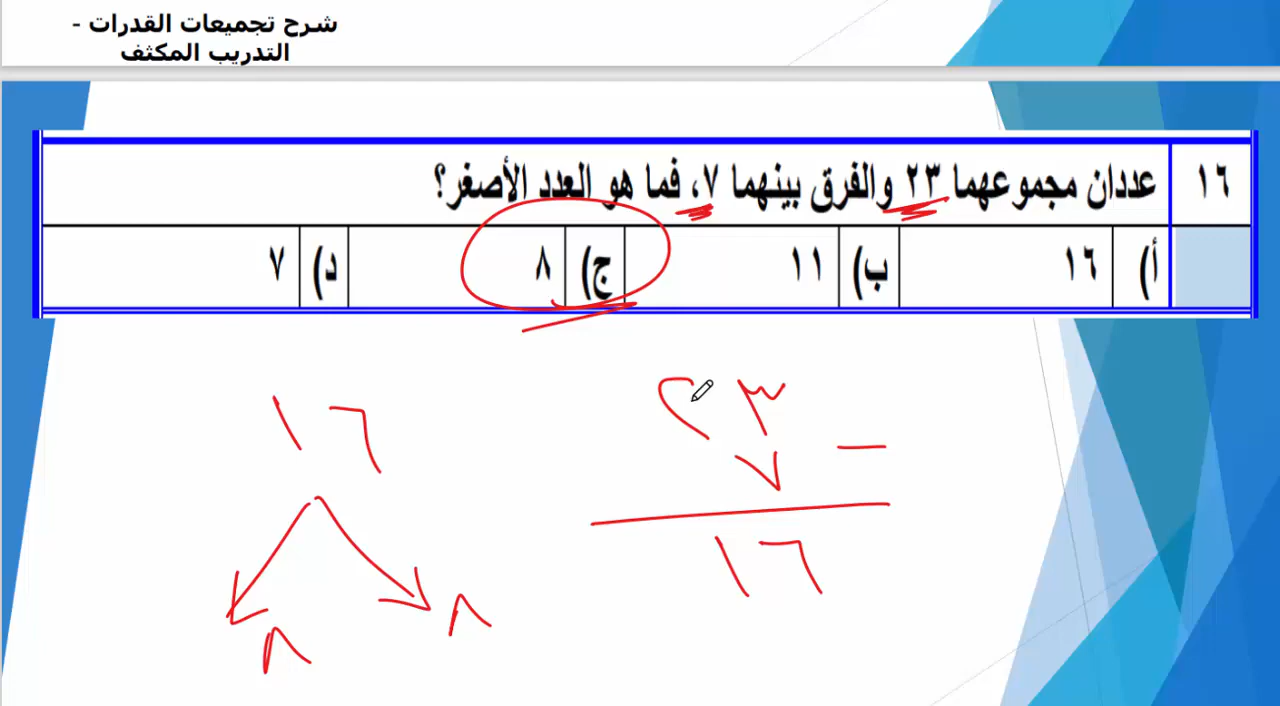 شرح تجميعات القدرات -
التدريب المكثف
١٦ عددان مجموعهما ٢٣ والفرق بينهما ٧، فما هو العدد الأصغر؟
أ) ١٦ ب) ١١ ج) ٨ د) ٧
٢٣
٧ −
١٦
١٦
٨ ٨